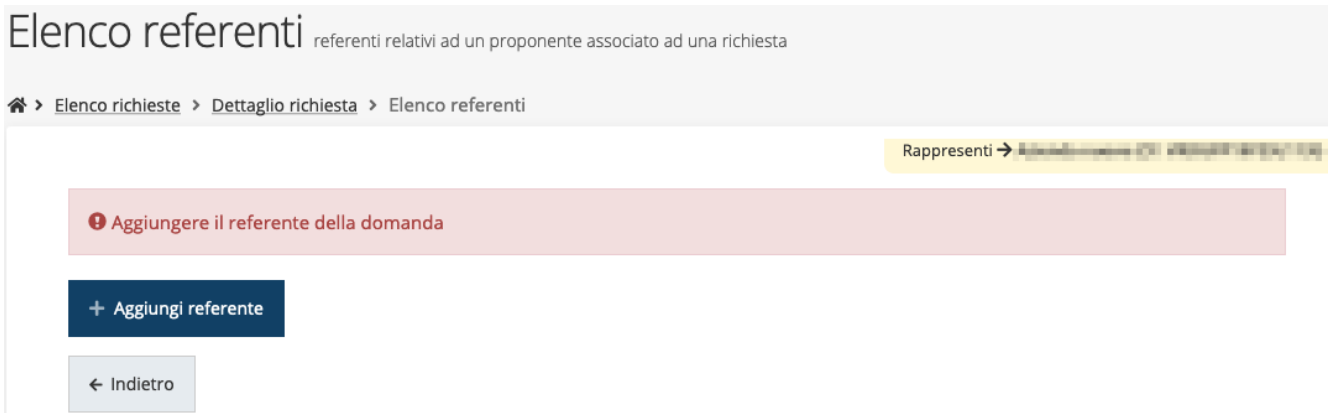 Elenco referenti referenti relativi ad un proponente associato ad una richiesta
> Elenco richieste > Dettaglio richiesta > Elenco referenti
Rappresenti →
Aggiungere il referente della domanda
+ Aggiungi referente
← Indietro